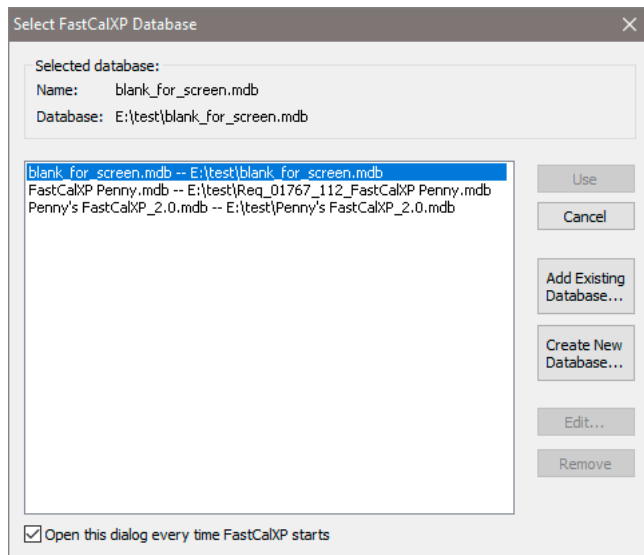 Select FastCalXP Database
Selected database:
Name: blank_for_screen.mdb
Database: E:\test\blank_for_screen.mdb
blank_for_screen.mdb -- E:\test\blank_for_screen.mdb
FastCalXP Penny.mdb -- E:\test\Req_01767_112_FastCalXP Penny.mdb
Penny's FastCalXP_2.0.mdb -- E:\test\Penny's FastCalXP_2.0.mdb
Use
Cancel
Add Existing
Database...
Create New
Database...
Edit...
Remove
Open this dialog every time FastCalXP starts